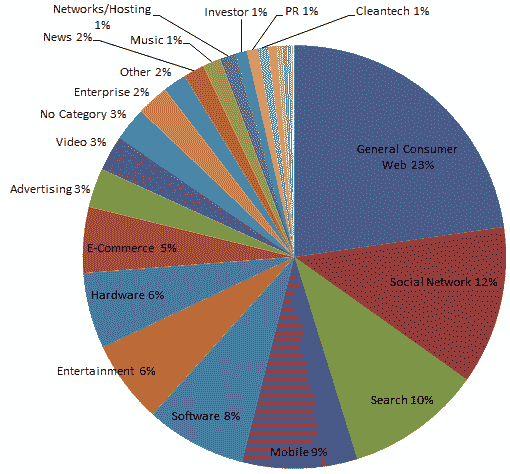 Networks/Hosting
1%
Investor 1%
PR 1%
Cleantech 1%
News 2%
Music 1%
Other 2%
Enterprise 2%
No Category 3%
Video 3%
Advertising 3%
E-Commerce 5%
Hardware 6%
Entertainment 6%
Software 8%
Mobile 9%
Search 10%
Social Network 12%
General Consumer
Web 23%